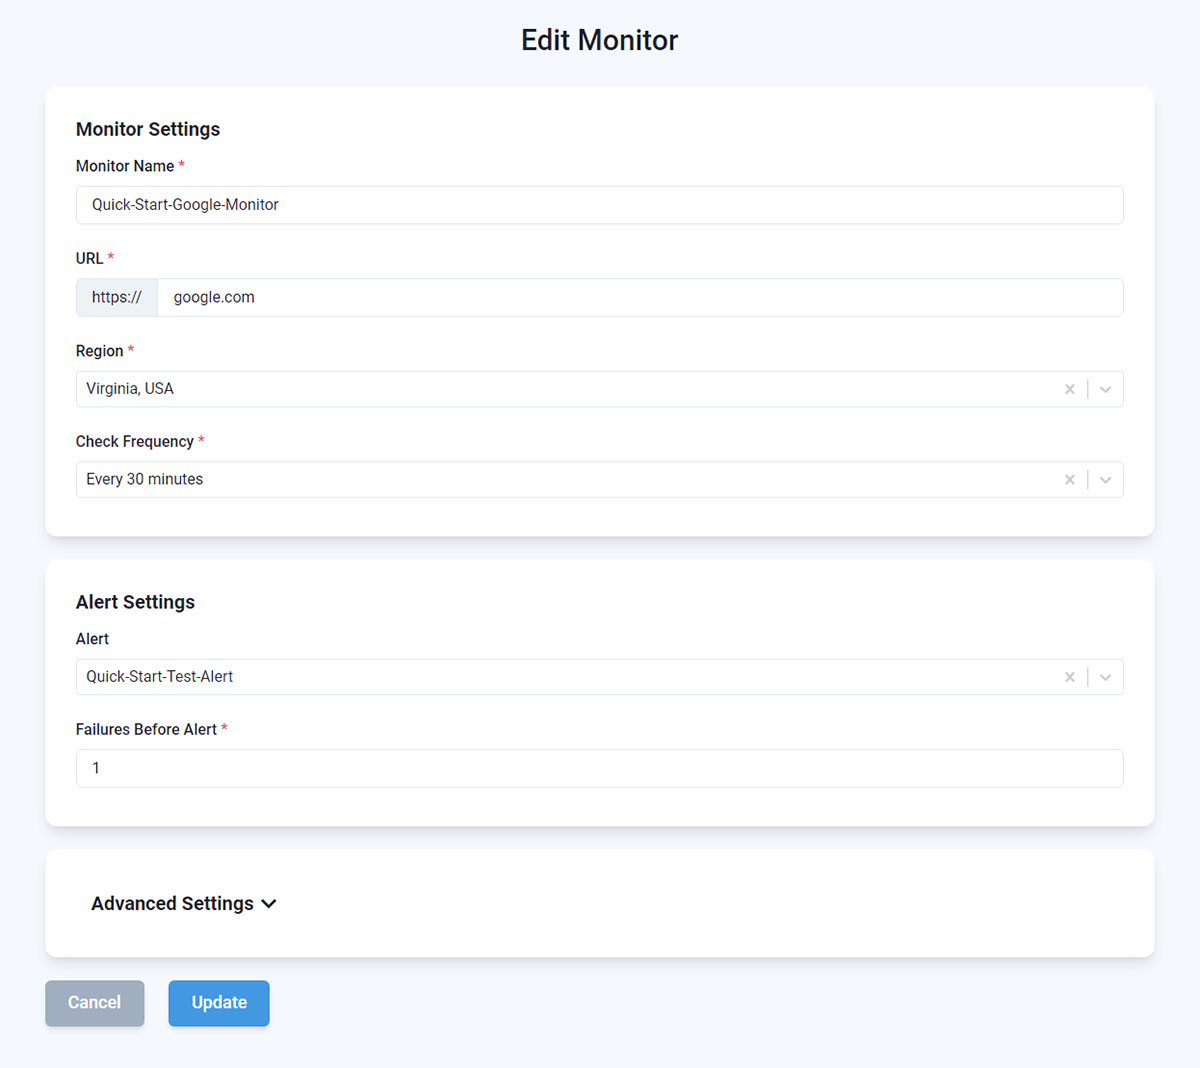 Edit Monitor
Monitor Settings
Monitor Name *
Quick-Start-Google-Monitor
URL *
https:// google.com
Region *
Virginia, USA
Check Frequency *
Every 30 minutes
Alert Settings
Alert
Quick-Start-Test-Alert
Failures Before Alert *
1
Advanced Settings
Cancel Update